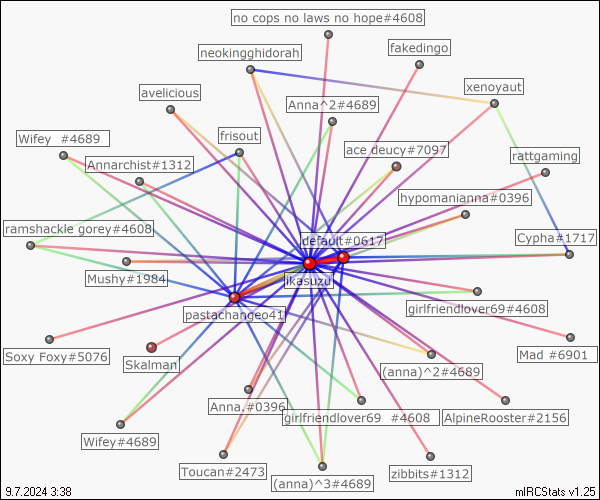 no cops no laws no hope#4608
fakedingo
neokingghidorah
xenoyaut
avelicious
Anna^2#4689
frisout
Wifey  #4689
ace deucy#7097
rattgaming
Annarchist#1312
hypomanianna#0396
ramshackle gorey#4608
default#0617
Cypha#1717
Mushy#1984
ikasuzu
girlfriendlover69#4608
pastachangeo41
Soxy Foxy#5076
Skalman
Mad #6901
(anna)^2#4689
Anna.#0396
girlfriendlover69  #4608
AlpineRooster#2156
Wifey#4689
Toucan#2473
(anna)^3#4689
zibbits#1312
9.7.2024 3:38
mIRCStats v1.25